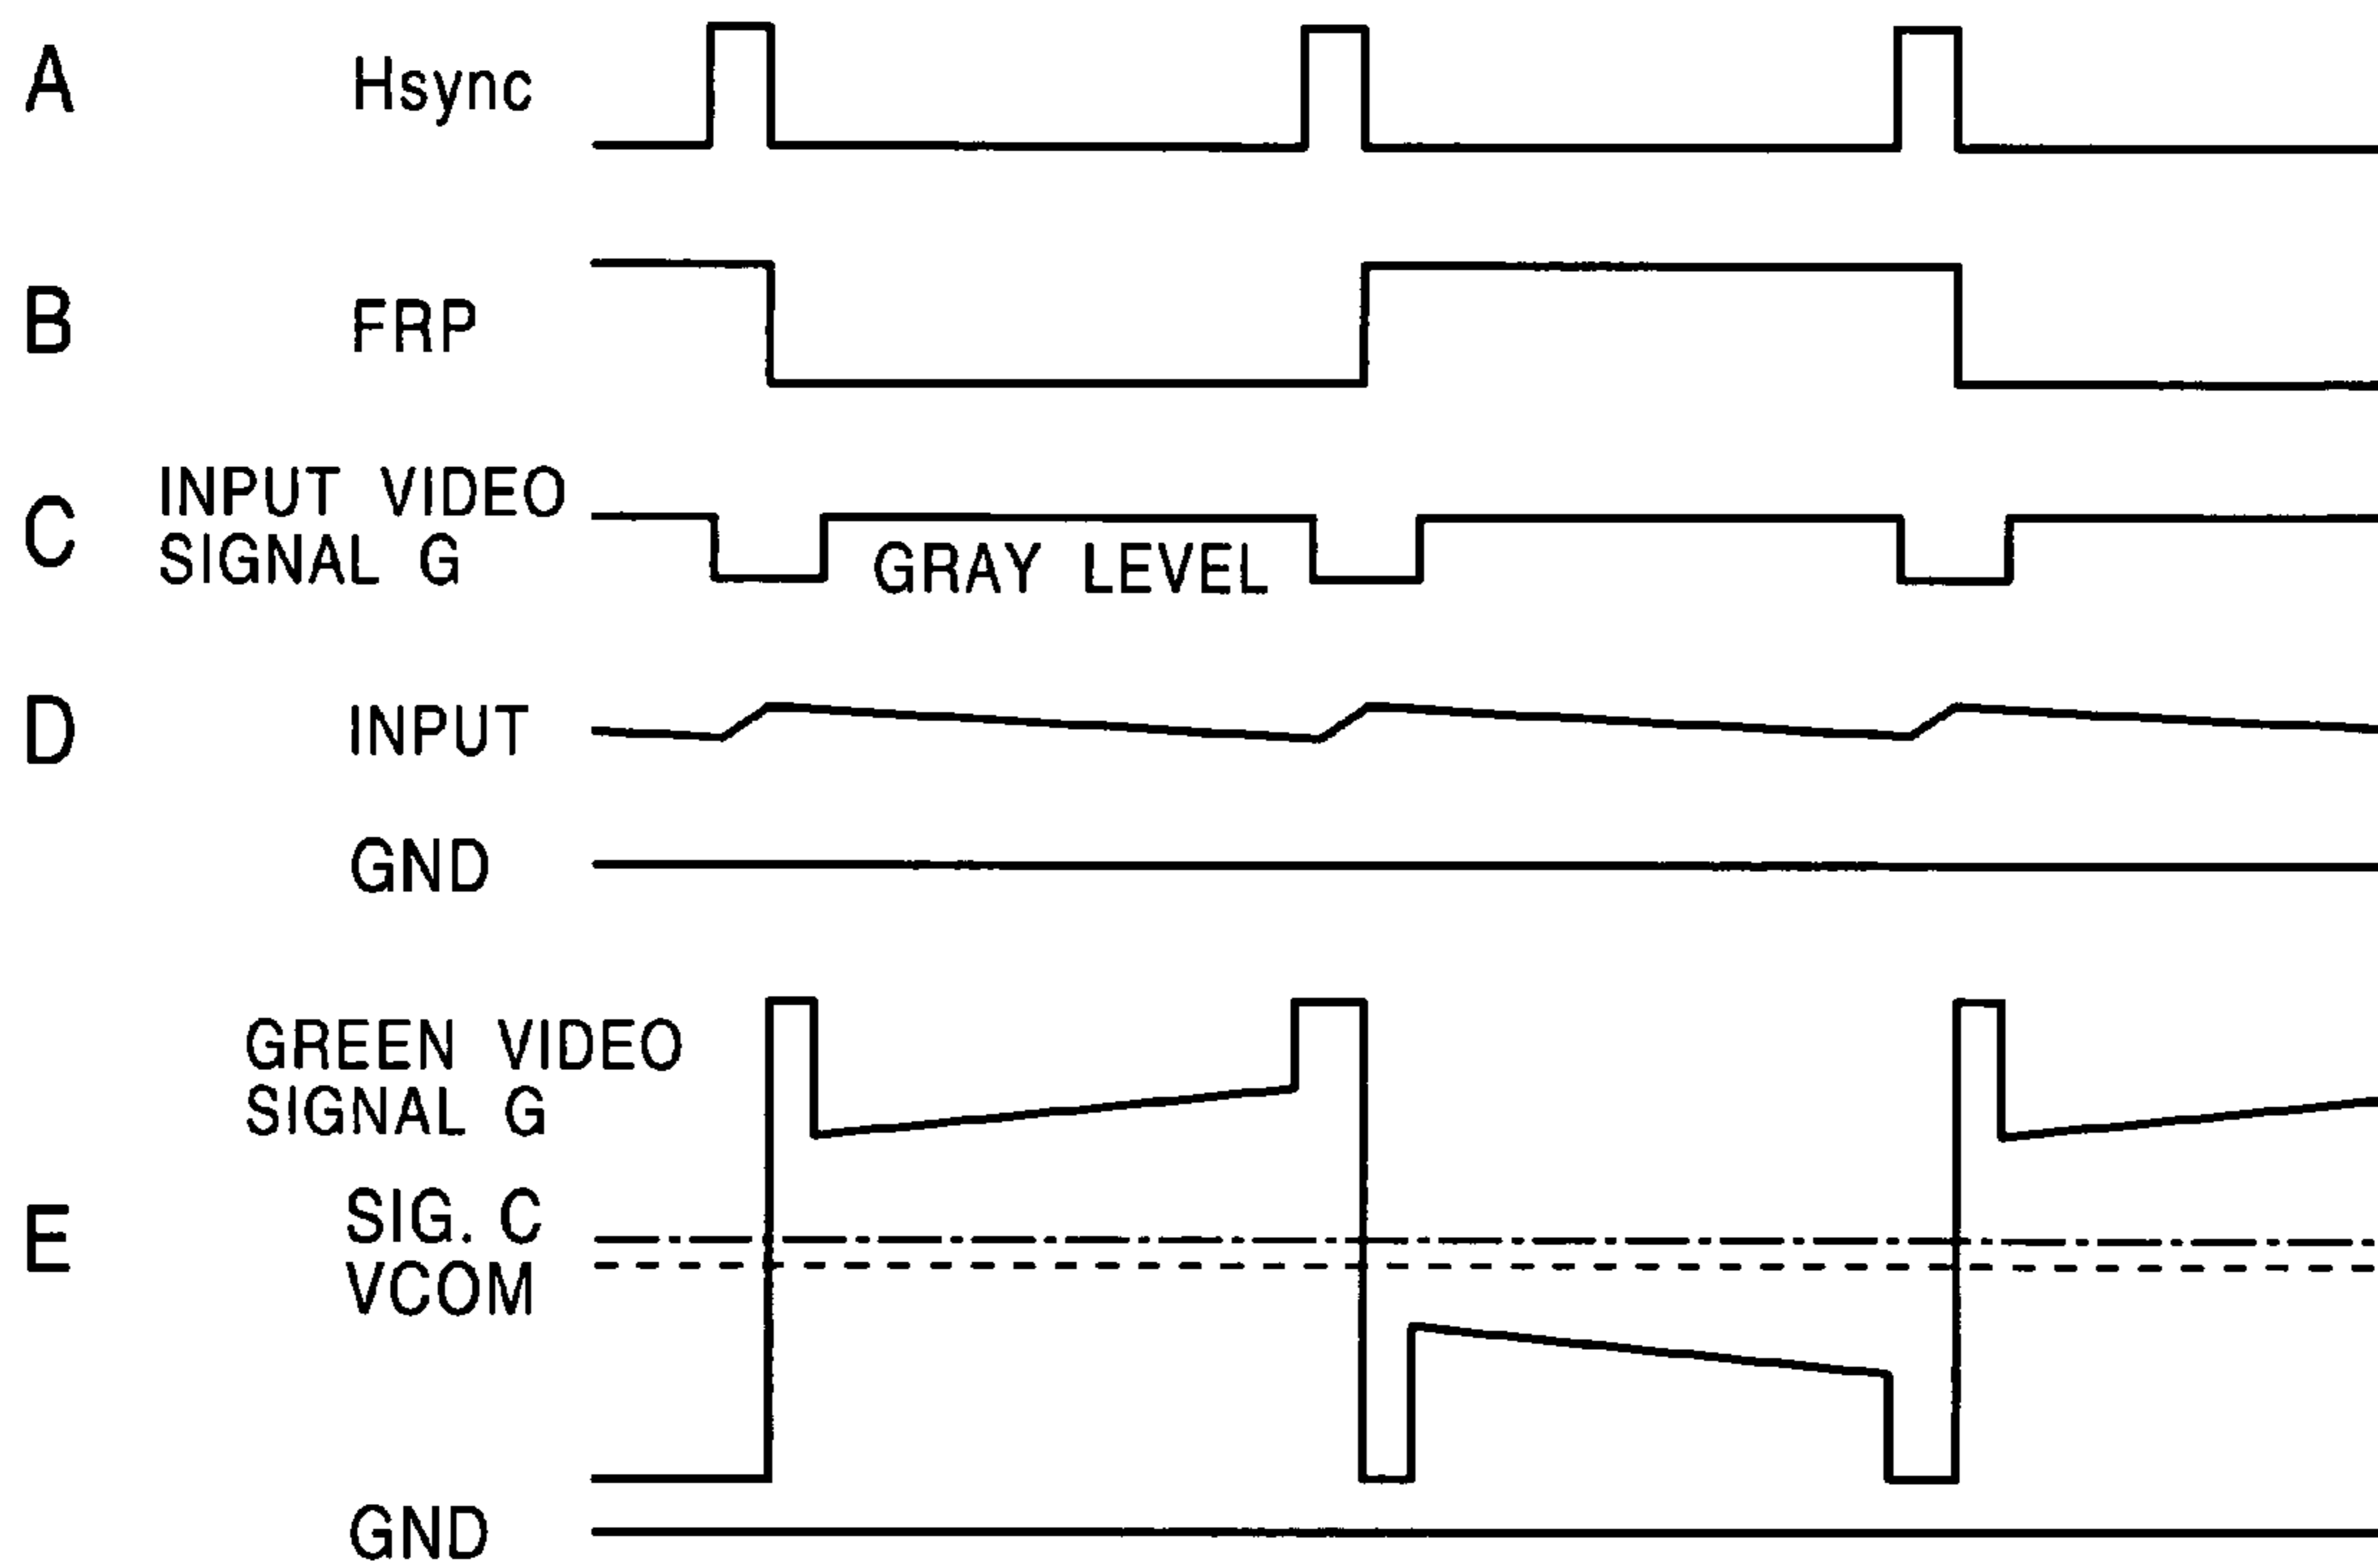 A Hsync
B FRP
C INPUT VIDEO
SIGNAL G
GRAY LEVEL
D INPUT
GND
GREEN VIDEO
SIGNAL G
E SIG. C
VCOM
GND